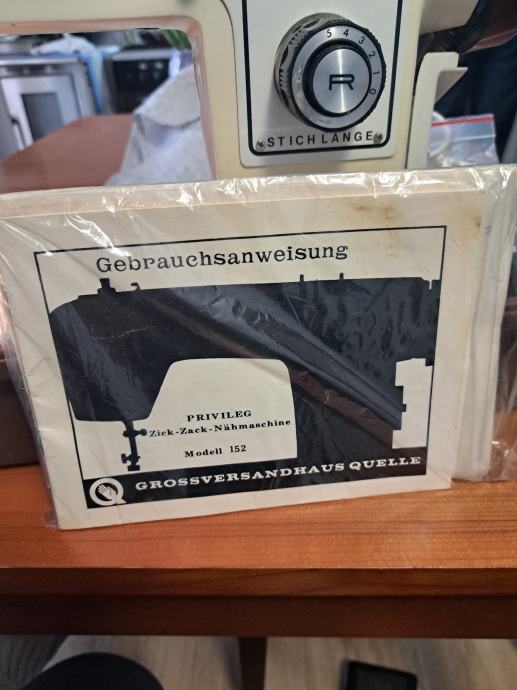 5 4 3 2 1 0
R
STICHLÄNGE
Gebrauchsanweisung
PRIVILEG
Zick-Zack-Nähmaschine
Modell 152
Q GROSSVERSANDHAUS QUELLE